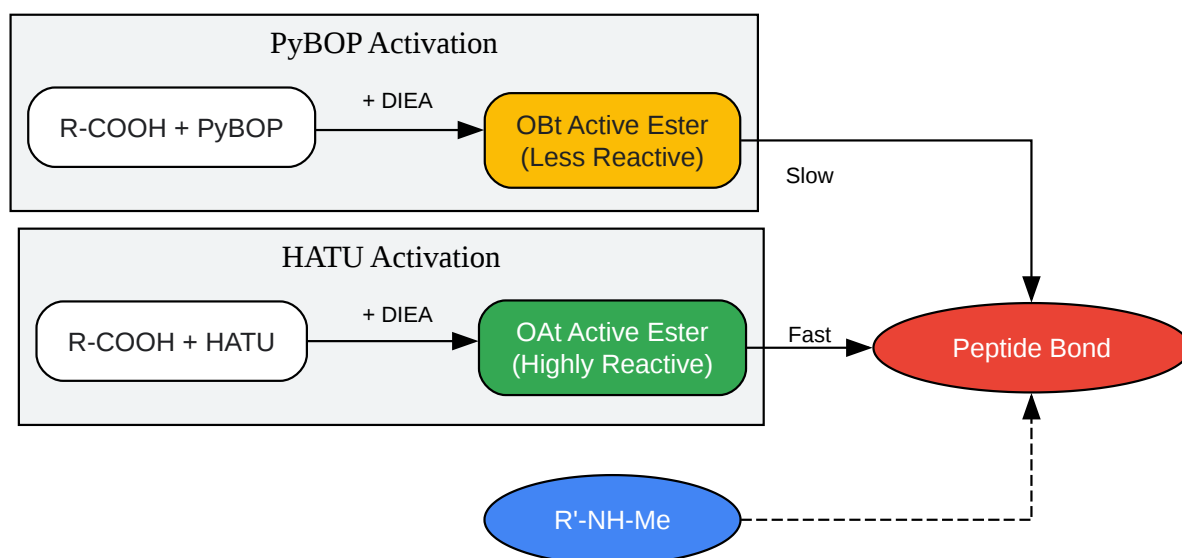 PyBOP Activation
R-COOH + PyBOP
+ DIEA
OBt Active Ester
(Less Reactive)
Slow
HATU Activation
R-COOH + HATU
+ DIEA
OAt Active Ester
(Highly Reactive)
Fast
Peptide Bond
R'-NH-Me